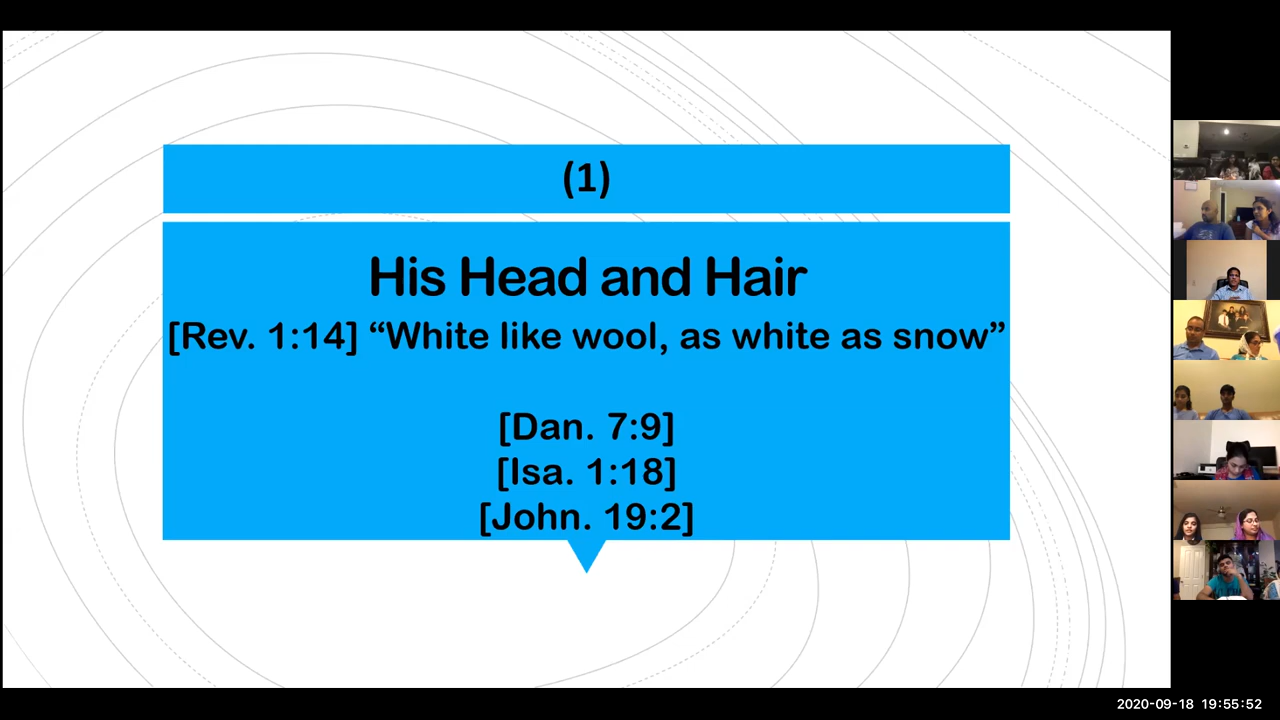 (1)
His Head and Hair
[Rev. 1:14] “White like wool, as white as snow”
[Dan. 7:9]
[Isa. 1:18]
[John. 19:2]
2020-09-18 19:55:52